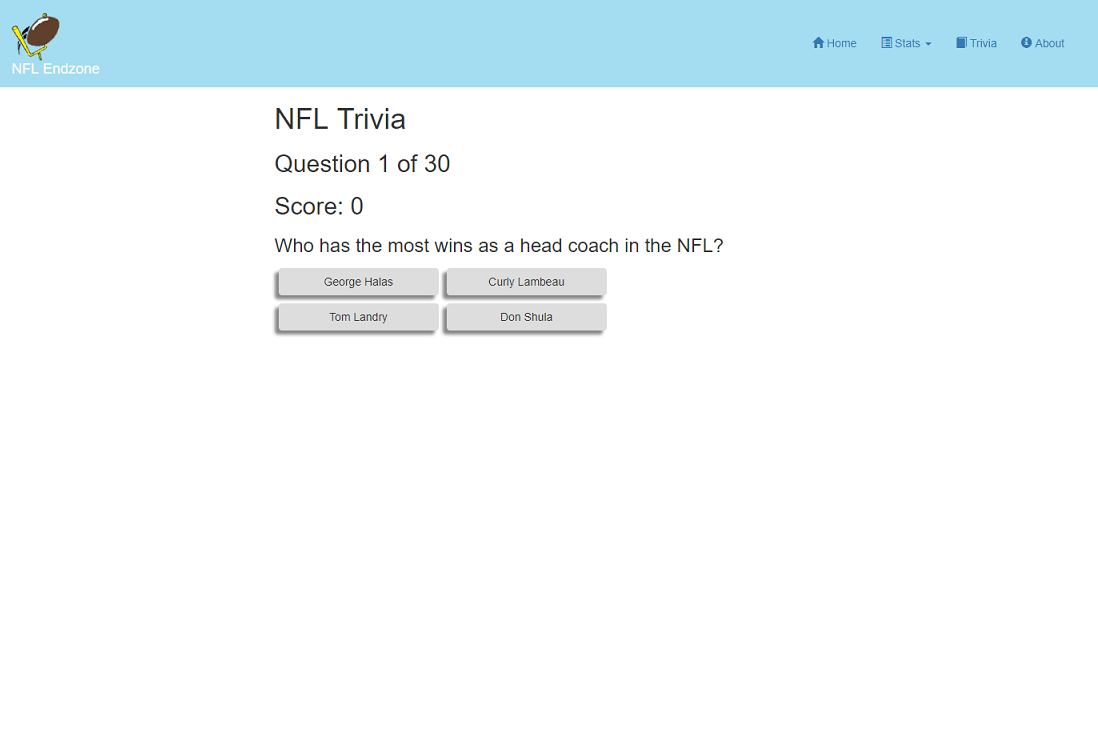 NFL Endzone
Home Stats Trivia About
NFL Trivia
Question 1 of 30
Score: 0
Who has the most wins as a head coach in the NFL?
George Halas Curly Lambeau
Tom Landry Don Shula